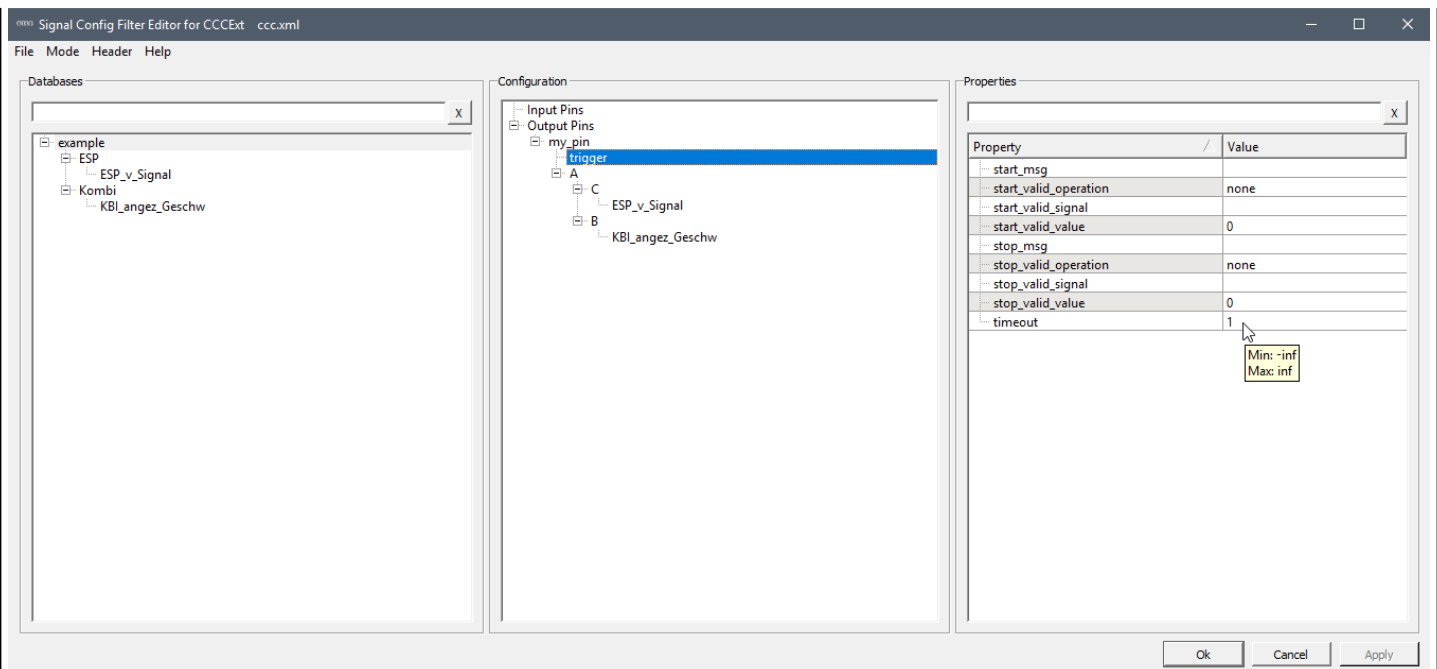 Signal Config Filter Editor for CCCExt ccc.xml
File Mode Header Help
Databases
X
example
ESP
ESP_v_Signal
Kombi
KBI_angez_Geschw
Configuration
Input Pins
Output Pins
my_pin
trigger
A
C
ESP_v_Signal
B
KBI_angez_Geschw
Properties
X
Property Value
start_msg
start_valid_operation none
start_valid_signal
start_valid_value 0
stop_msg
stop_valid_operation none
stop_valid_signal
stop_valid_value 0
timeout 1
Min: -inf
Max: inf
Ok Cancel Apply